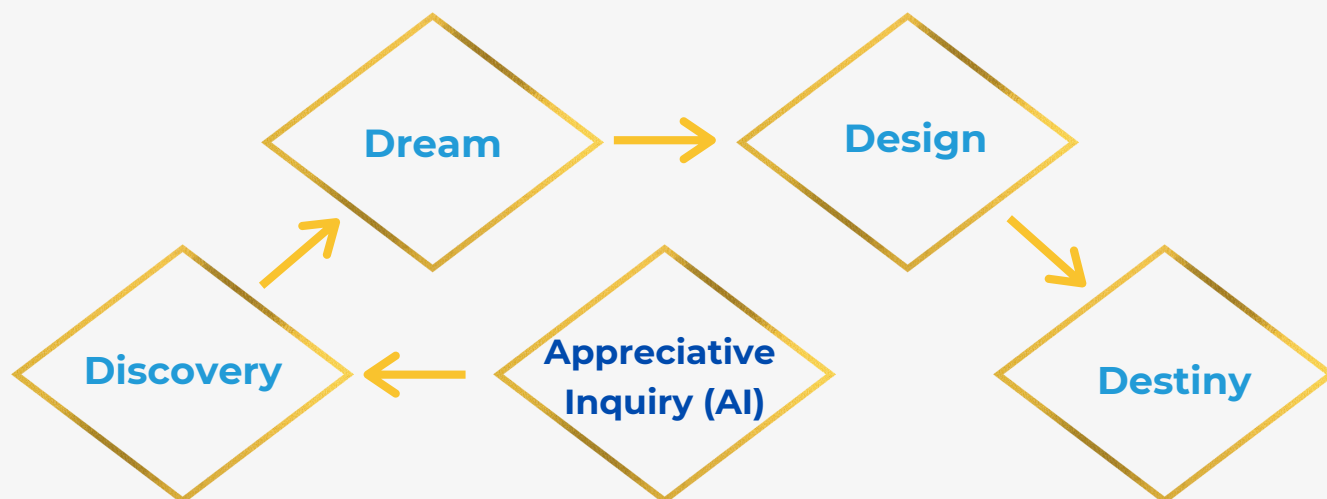 Dream
Design
Discovery
Appreciative
Inquiry (AI)
Destiny